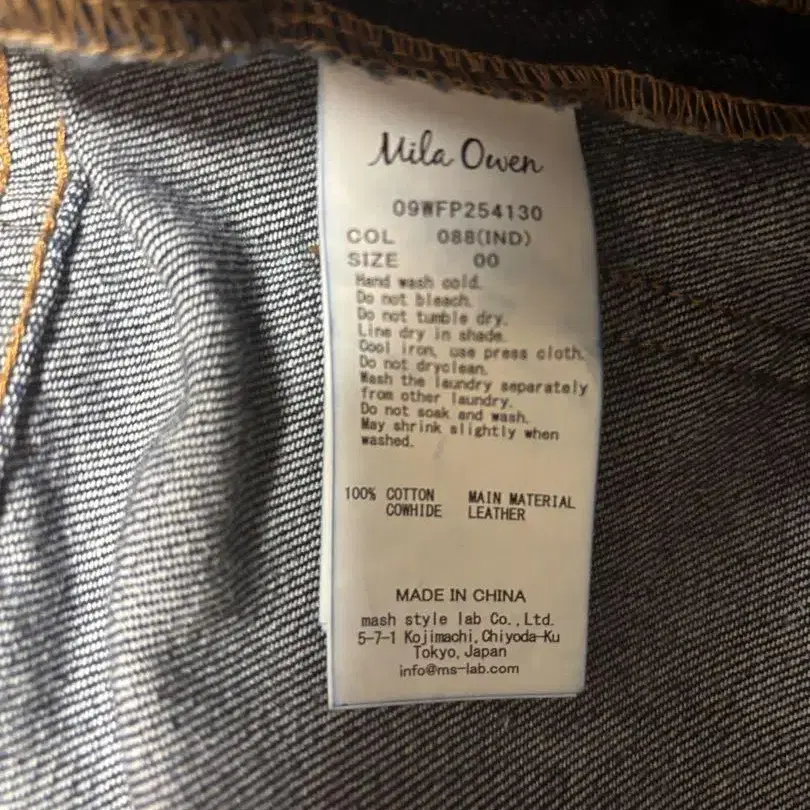 Mila Owen
09WFP254130
COL 088(IND)
SIZE 00
Hand wash cold.
Do not bleach.
Do not tumble dry.
Line dry in shade.
Cool iron, use press cloth.
Do not dryclean.
Wash the laundry separately
from other laundry.
Do not soak and wash.
May shrink slightly when
washed.
100% COTTON MAIN MATERIAL
COWHIDE LEATHER
MADE IN CHINA
mash style lab Co.,Ltd.
5-7-1 Kojimachi,Chiyoda-Ku
Tokyo,Japan
info@ms-lab.com